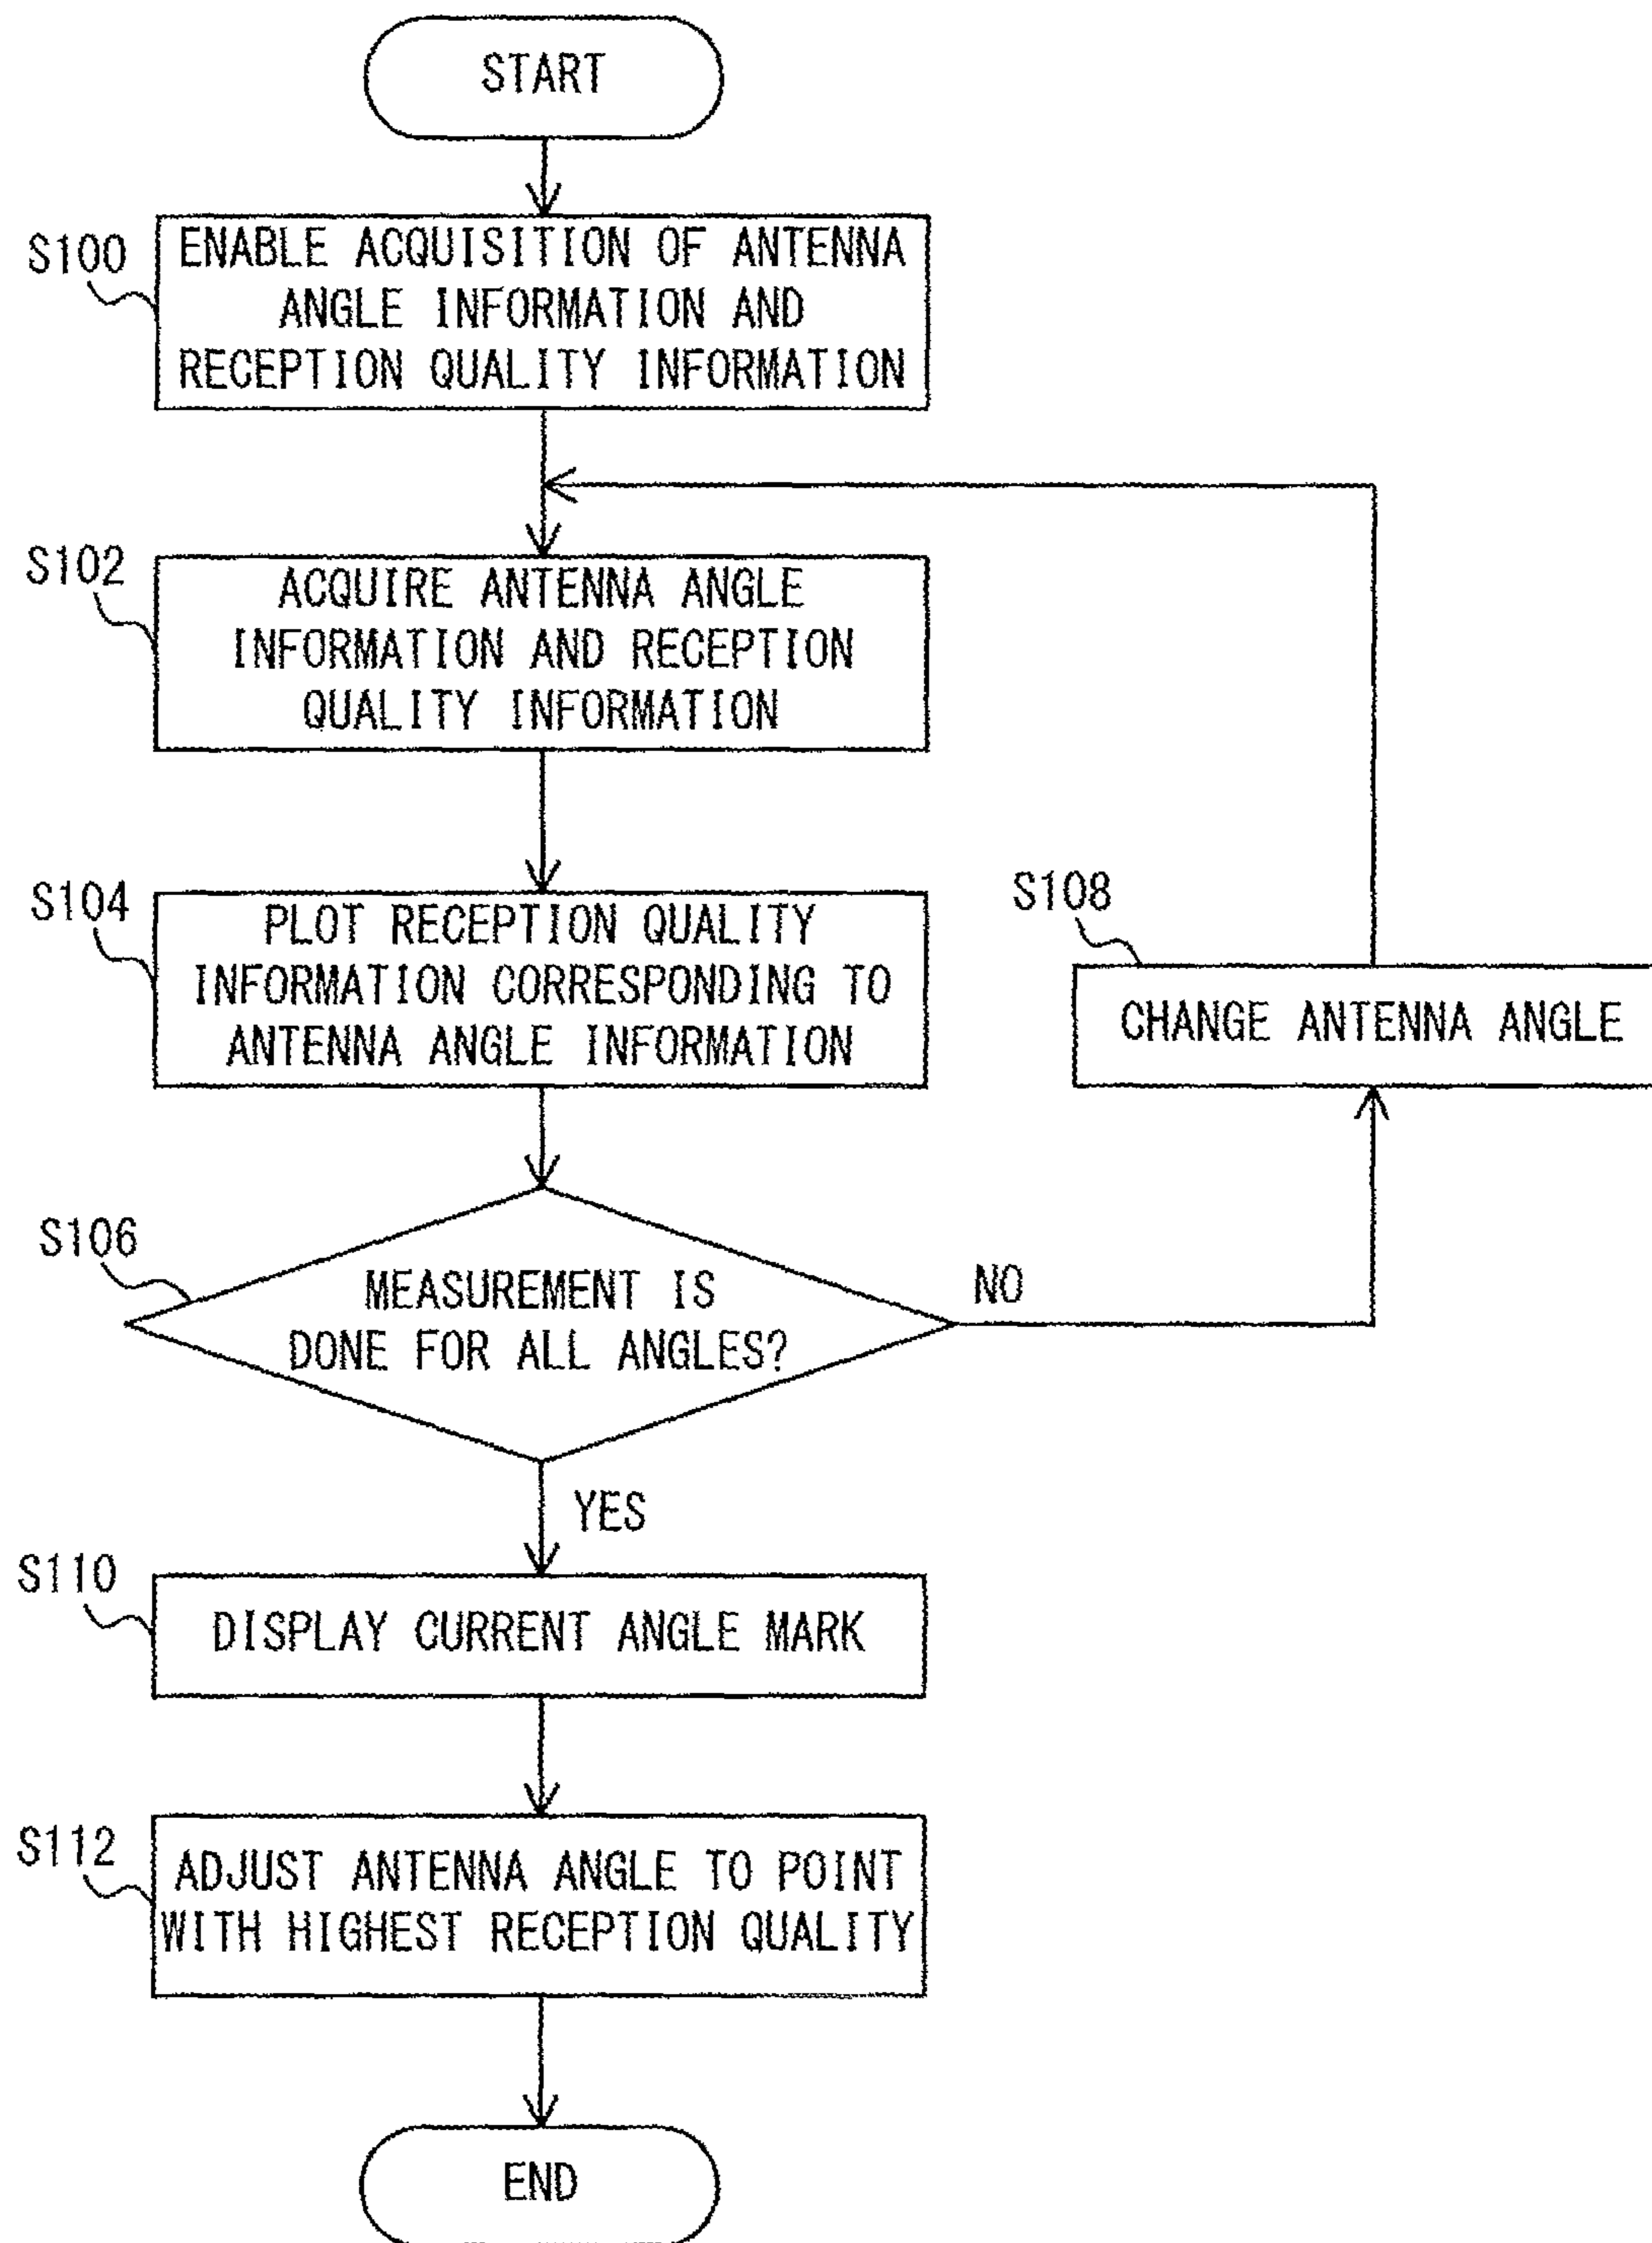 START
S100
ENABLE ACQUISITION OF ANTENNA
ANGLE INFORMATION AND
RECEPTION QUALITY INFORMATION
S102
ACQUIRE ANTENNA ANGLE
INFORMATION AND RECEPTION
QUALITY INFORMATION
S104
PLOT RECEPTION QUALITY
INFORMATION CORRESPONDING TO
ANTENNA ANGLE INFORMATION
S108
CHANGE ANTENNA ANGLE
S106
MEASUREMENT IS
DONE FOR ALL ANGLES?
NO
YES
S110
DISPLAY CURRENT ANGLE MARK
S112
ADJUST ANTENNA ANGLE TO POINT
WITH HIGHEST RECEPTION QUALITY
END